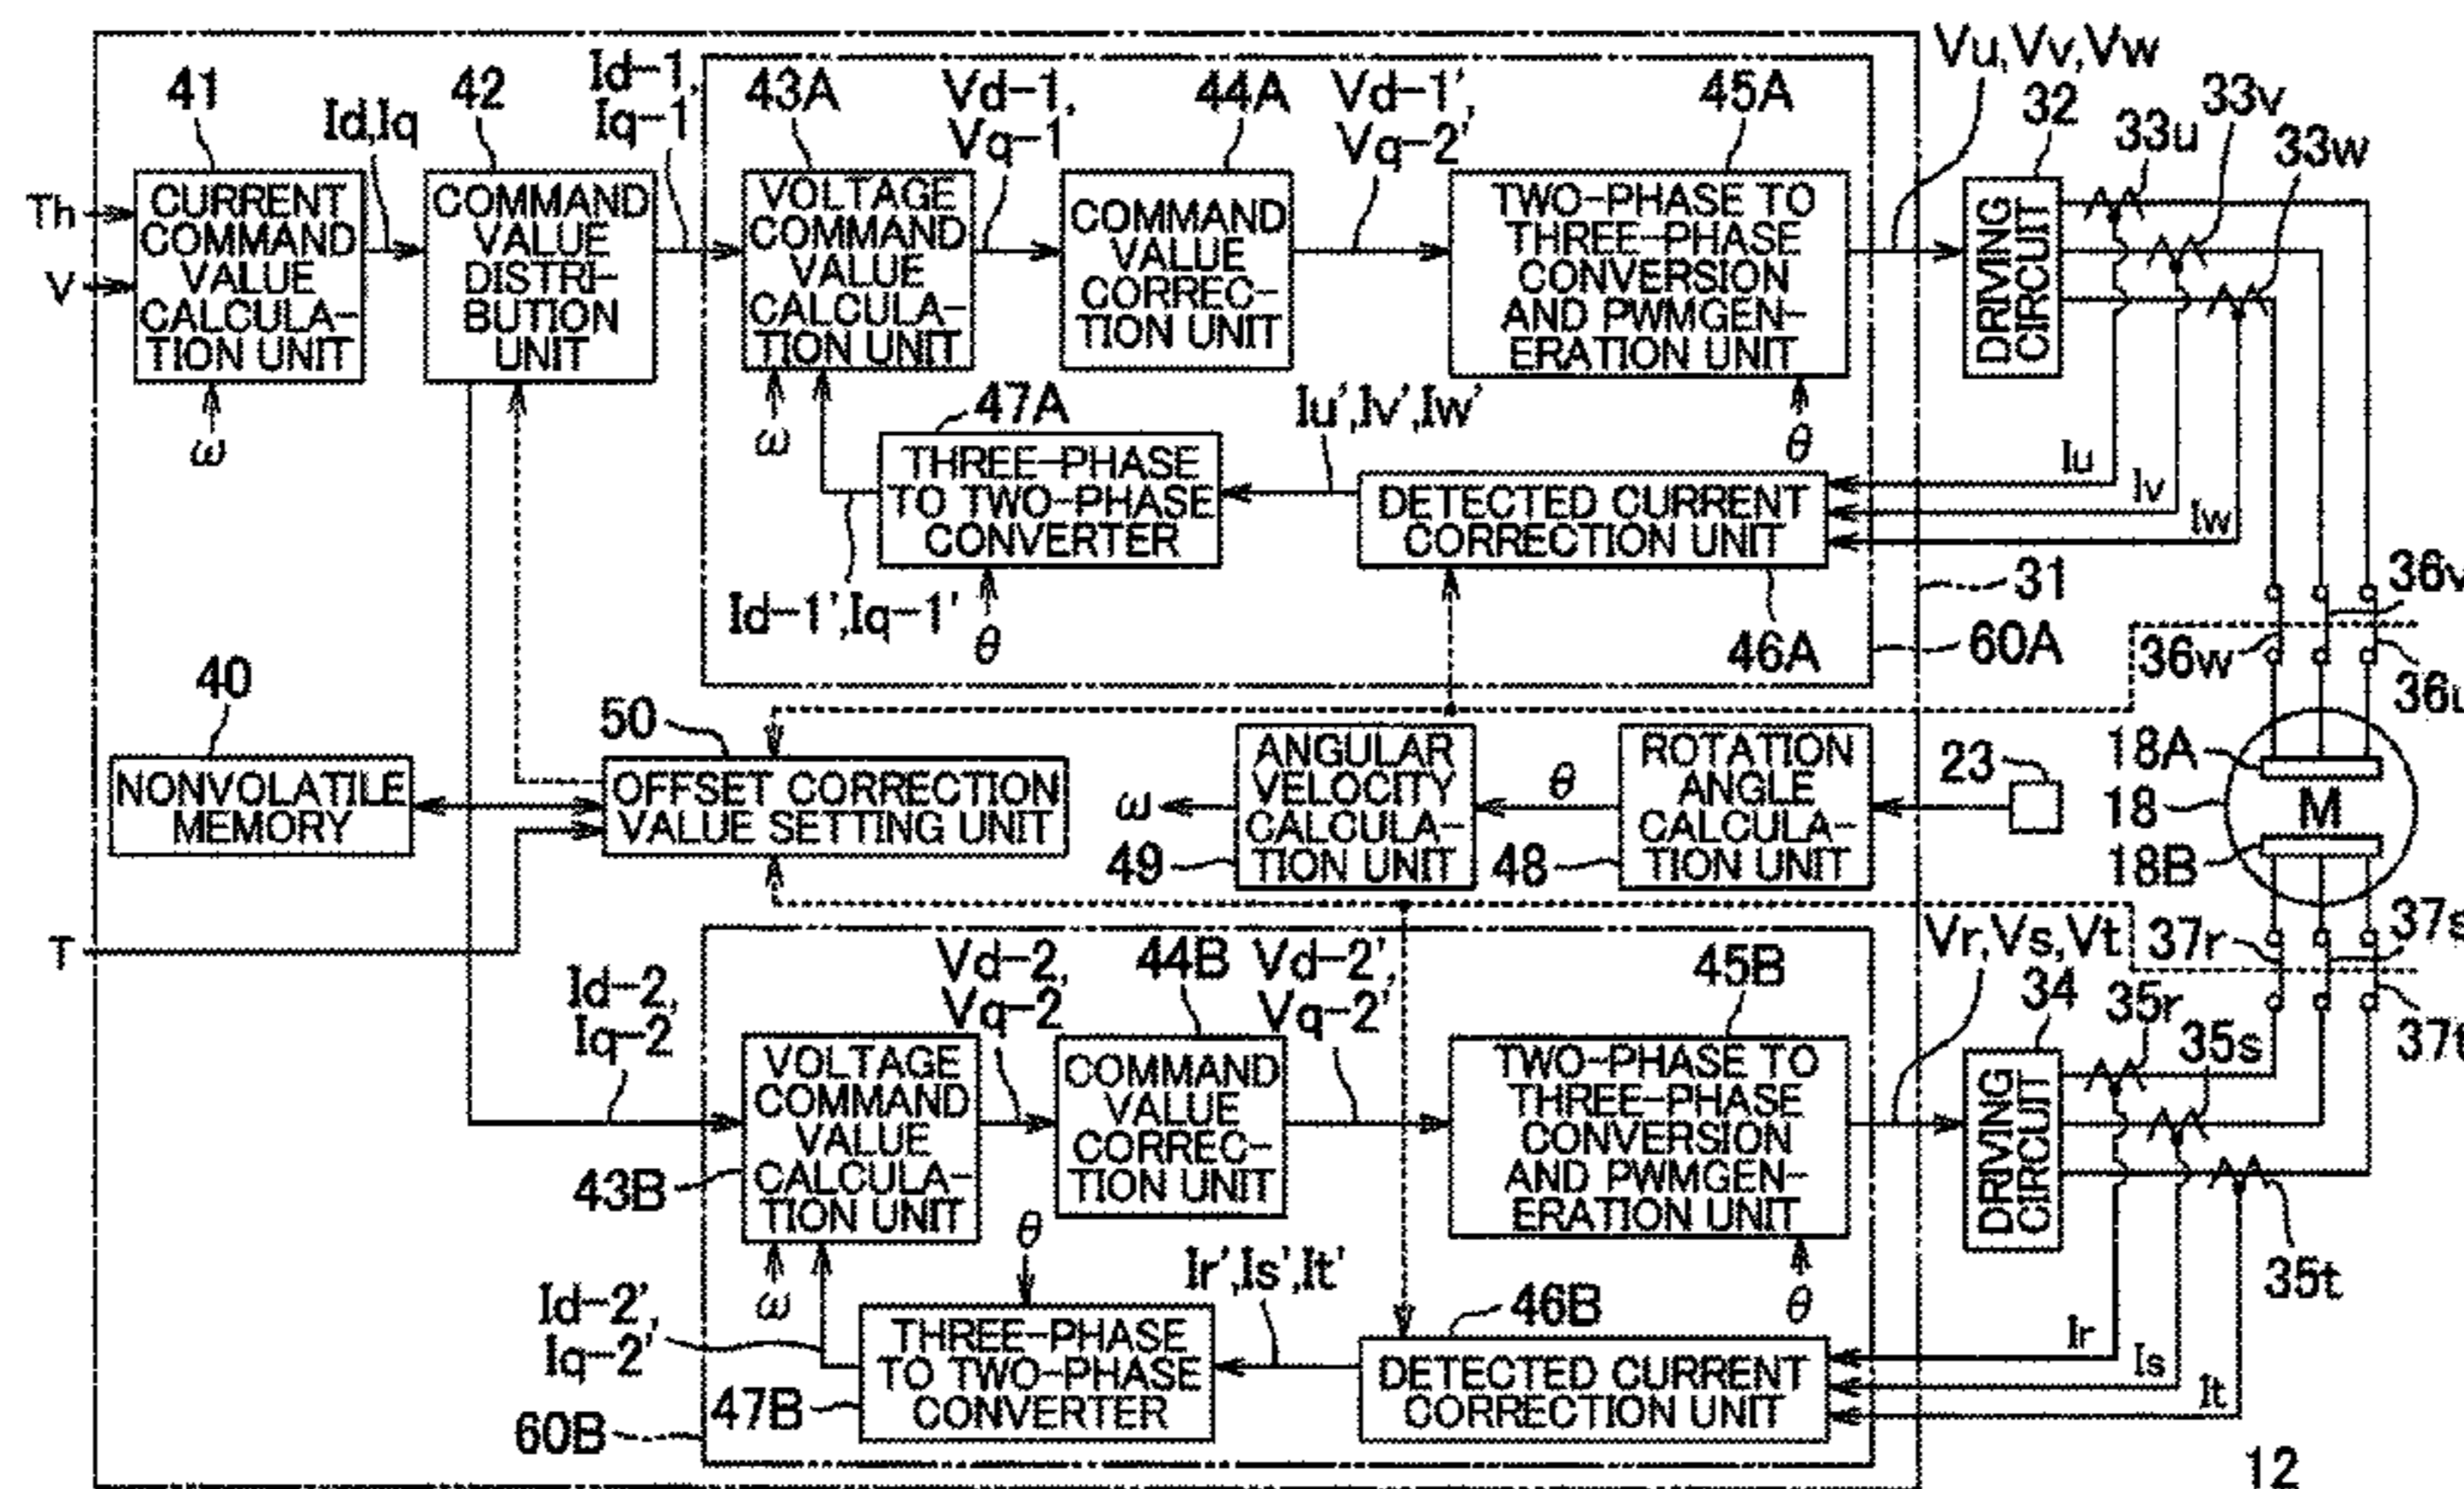 Vu,Vv,Vw
41
Id,Iq
42
Id-1,
Iq-1
43A
Vd-1,
Vq-1
44A
Vd-1',
Vq-2'
45A
32
33u
33v
33w
Th
V
CURRENT
COMMAND
VALUE
CALCULA-
TION UNIT
COMMAND
VALUE
DISTRI-
BUTION
UNIT
VOLTAGE
COMMAND
VALUE
CALCULA-
TION UNIT
COMMAND
VALUE
CORREC-
TION UNIT
TWO-PHASE TO
THREE-PHASE
CONVERSION
AND PWMGEN-
ERATION UNIT
DRIVING
CIRCUIT
ω
ω
47A
Iu',Iv',Iw'
θ
THREE-PHASE
TO TWO-PHASE
CONVERTER
DETECTED CURRENT
CORRECTION UNIT
Iu
Iv
Iw
Id-1',Iq-1'
θ
46A
31
60A
36v
36w
36u
40
50
NONVOLATILE
MEMORY
OFFSET CORRECTION
VALUE SETTING UNIT
ω
ANGULAR
VELOCITY
CALCULA-
TION UNIT
49
θ
ROTATION
ANGLE
CALCULA-
TION UNIT
48
23
18A
18
M
18B
T
Id-2,
Iq-2
Vd-2,
Vq-2
44B
Vd-2',
Vq-2'
45B
Vr,Vs,Vt
34
37r
37s
37t
35r
35s
35t
VOLTAGE
COMMAND
VALUE
CALCULA-
TION UNIT
43B
COMMAND
VALUE
CORREC-
TION UNIT
TWO-PHASE TO
THREE-PHASE
CONVERSION
AND PWMGEN-
ERATION UNIT
DRIVING
CIRCUIT
ω
θ
Id-2',
Iq-2'
Ir',Is',It'
46B
θ
THREE-PHASE
TO TWO-PHASE
CONVERTER
47B
DETECTED CURRENT
CORRECTION UNIT
Ir
Is
It
60B
12